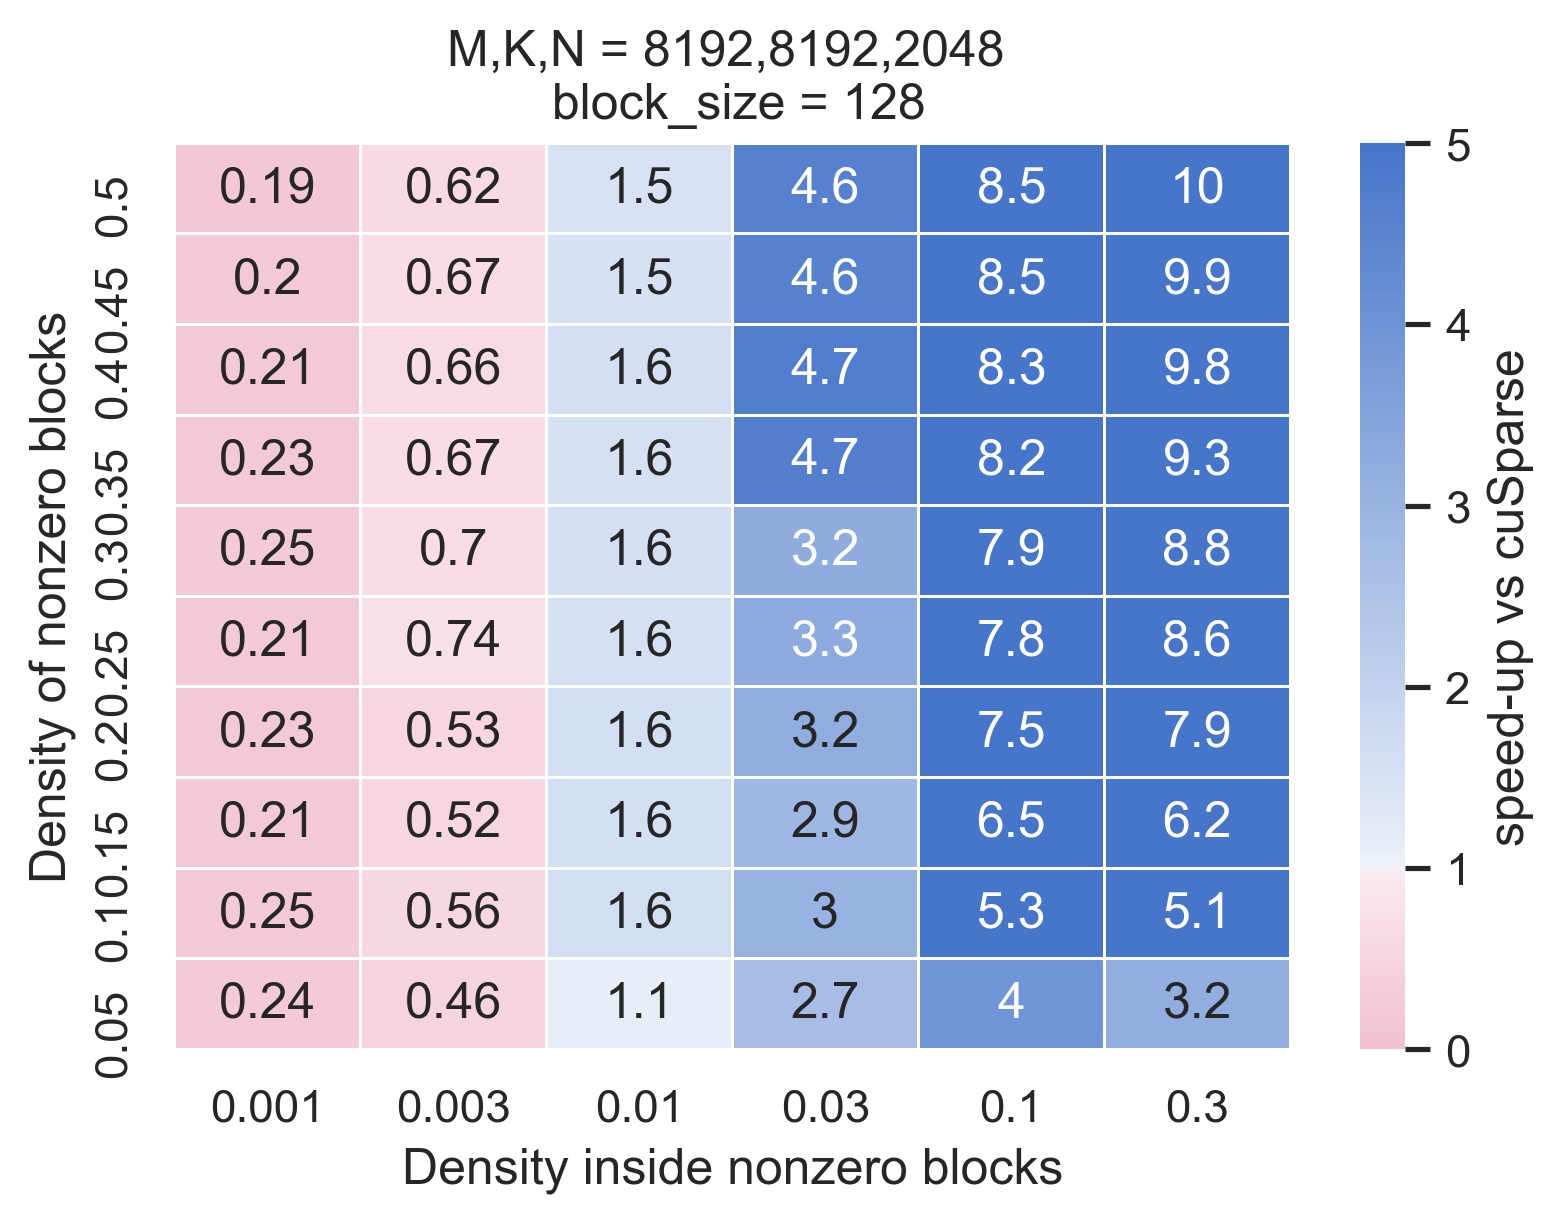 M,K,N = 8192,8192,2048
block_size = 128
Density of nonzero blocks
0.5 0.19 0.62 1.5 4.6 8.5 10
0.45 0.2 0.67 1.5 4.6 8.5 9.9
0.4 0.21 0.66 1.6 4.7 8.3 9.8
0.35 0.23 0.67 1.6 4.7 8.2 9.3
0.3 0.25 0.7 1.6 3.2 7.9 8.8
0.25 0.21 0.74 1.6 3.3 7.8 8.6
0.2 0.23 0.53 1.6 3.2 7.5 7.9
0.15 0.21 0.52 1.6 2.9 6.5 6.2
0.1 0.25 0.56 1.6 3 5.3 5.1
0.05 0.24 0.46 1.1 2.7 4 3.2
0.001 0.003 0.01 0.03 0.1 0.3
Density inside nonzero blocks
5
4
3
2
1
0
speed-up vs cuSparse